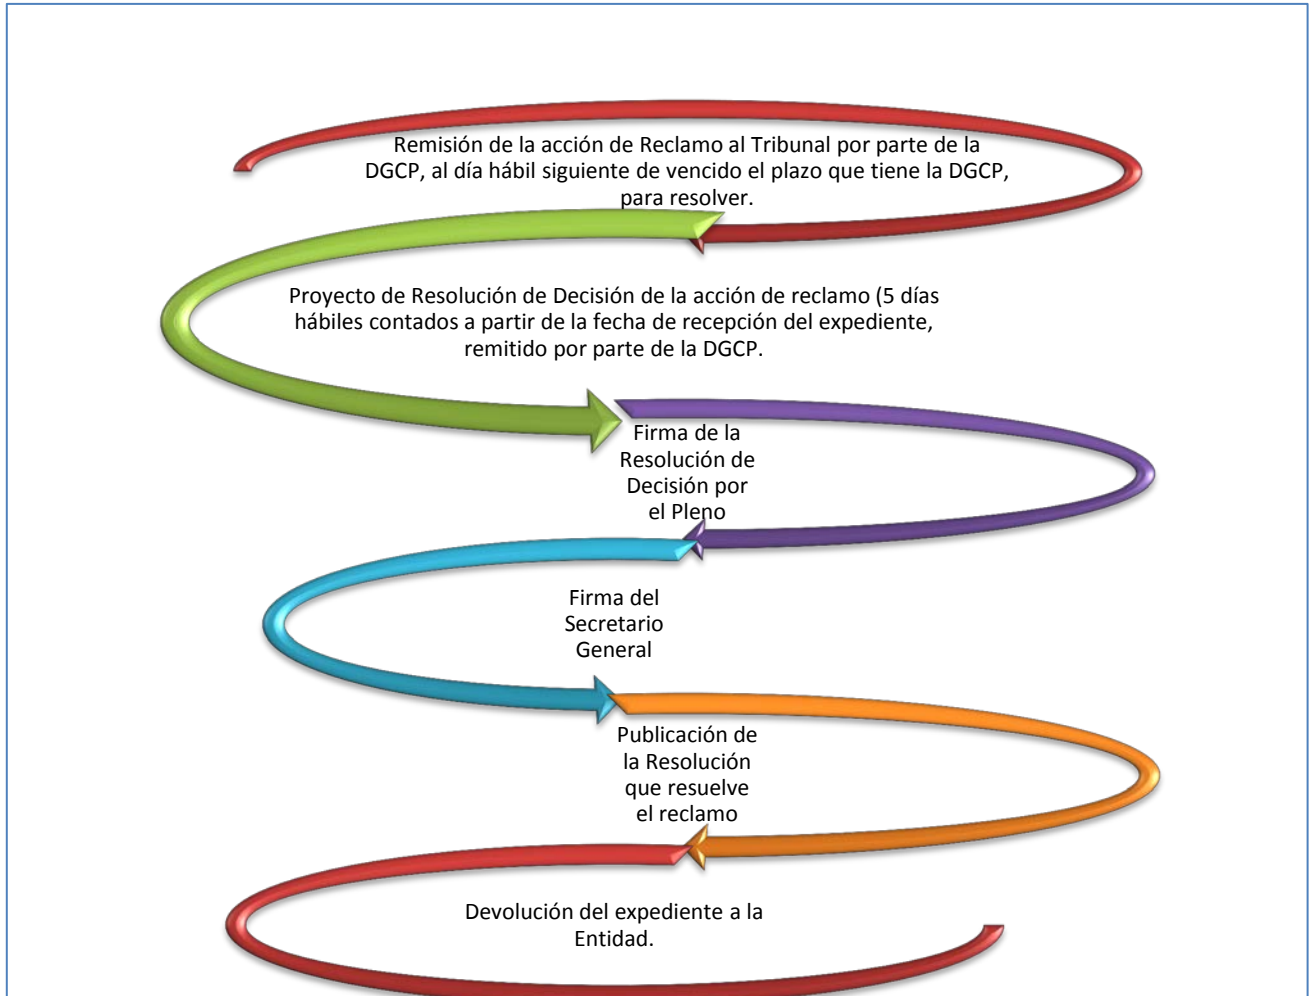 Remisión de la acción de Reclamo al Tribunal por parte de la
DGCP, al día hábil siguiente de vencido el plazo que tiene la DGCP,
para resolver.
Proyecto de Resolución de Decisión de la acción de reclamo (5 días
hábiles contados a partir de la fecha de recepción del expediente,
remitido por parte de la DGCP.
Firma de la
Resolución de
Decisión por
el Pleno
Firma del
Secretario
General
Publicación de
la Resolución
que resuelve
el reclamo
Devolución del expediente a la
Entidad.